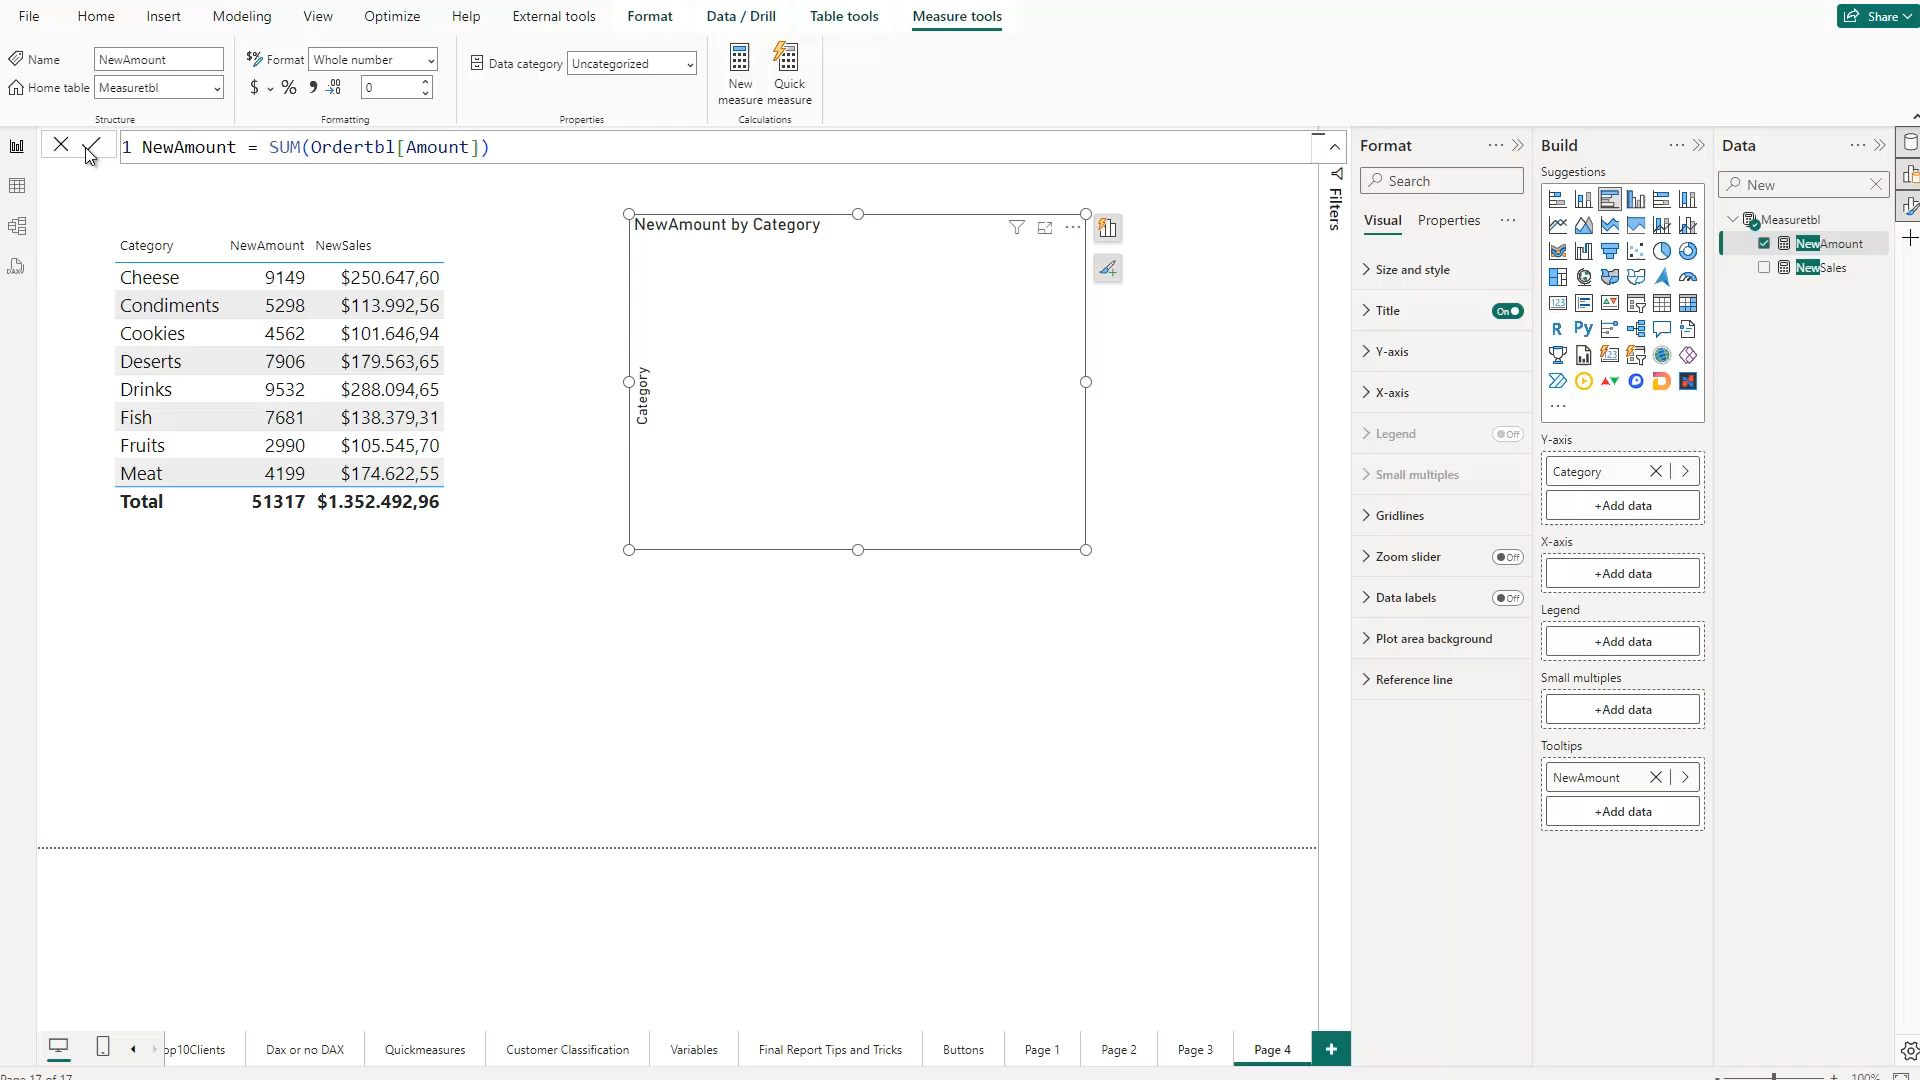 File Home Insert Modeling View Optimize Help External tools Format Data / Drill Table tools Measure tools Share
Name NewAmount
Home table Measuretbl
Structure
$% Format Whole number
$ % 0
Formatting
Data category Uncategorized
Properties
New measure
Quick measure
Calculations
1 NewAmount = SUM(Ordertbl[Amount])
Category NewAmount NewSales
Cheese 9149 $250.647,60
Condiments 5298 $113.992,56
Cookies 4562 $101.646,94
Deserts 7906 $179.563,65
Drinks 9532 $288.094,65
Fish 7681 $138.379,31
Fruits 2990 $105.545,70
Meat 4199 $174.622,55
Total 51317 $1.352.492,96
NewAmount by Category
Category
Filters
Format
Search
Visual Properties
Size and style
Title On
Y-axis
X-axis
Legend Off
Small multiples
Gridlines
Zoom slider Off
Data labels Off
Plot area background
Reference line
Build
Suggestions
123
R Py
Y-axis
Category
+Add data
X-axis
+Add data
Legend
+Add data
Small multiples
+Add data
Tooltips
NewAmount
+Add data
Data
New
Measuretbl
NewAmount
NewSales
DAX
op10Clients Dax or no DAX Quickmeasures Customer Classification Variables Final Report Tips and Tricks Buttons Page 1 Page 2 Page 3 Page 4 +
Page 17 of 17
100%